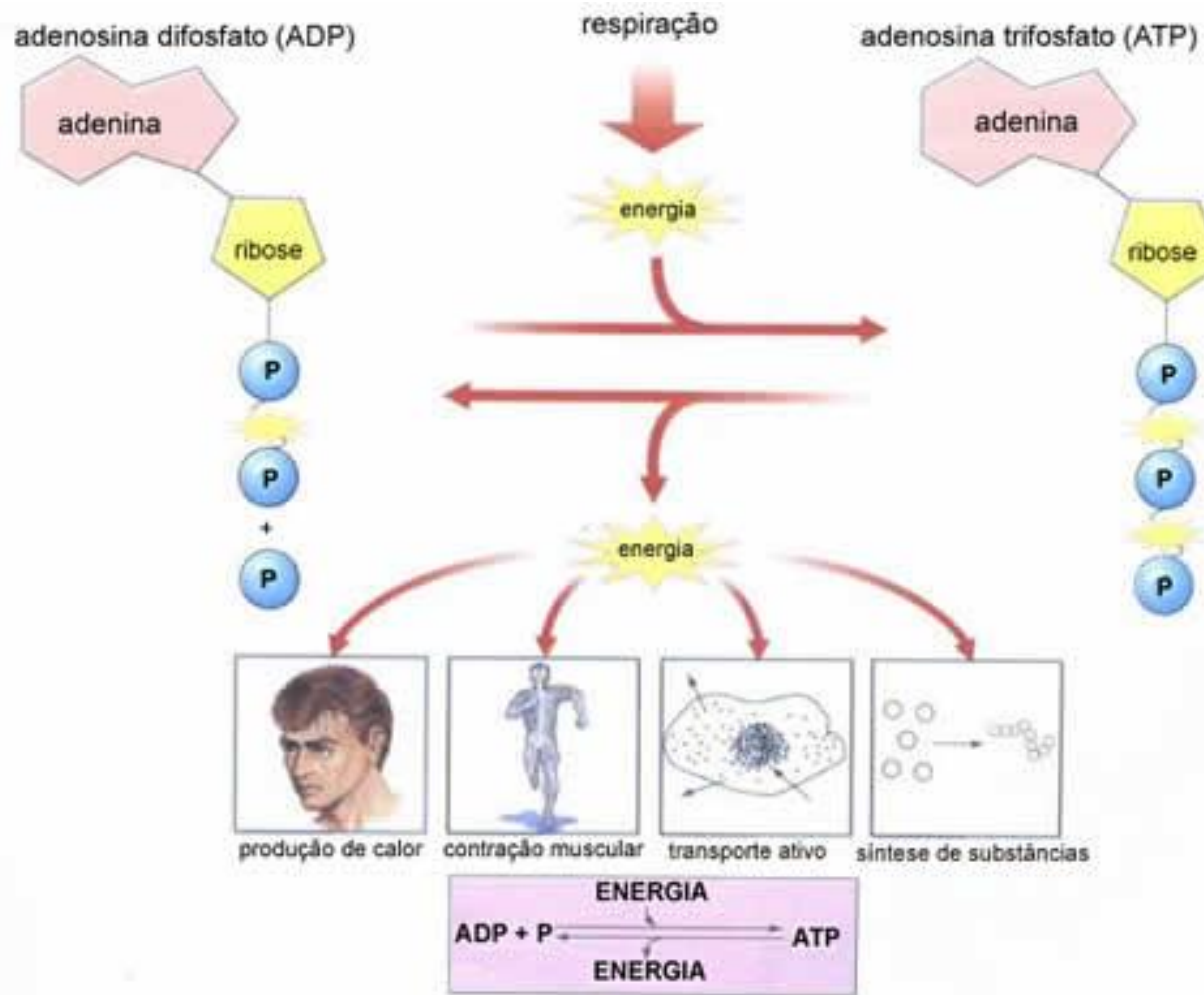 adenosina difosfato (ADP)
respiração
adenosina trifosfato (ATP)
adenina
adenina
energia
ribose
ribose
P
P
P
P
+
P
P
energia
produção de calor
contração muscular
transporte ativo
síntese de substâncias
ENERGIA
ADP + P
ATP
ENERGIA